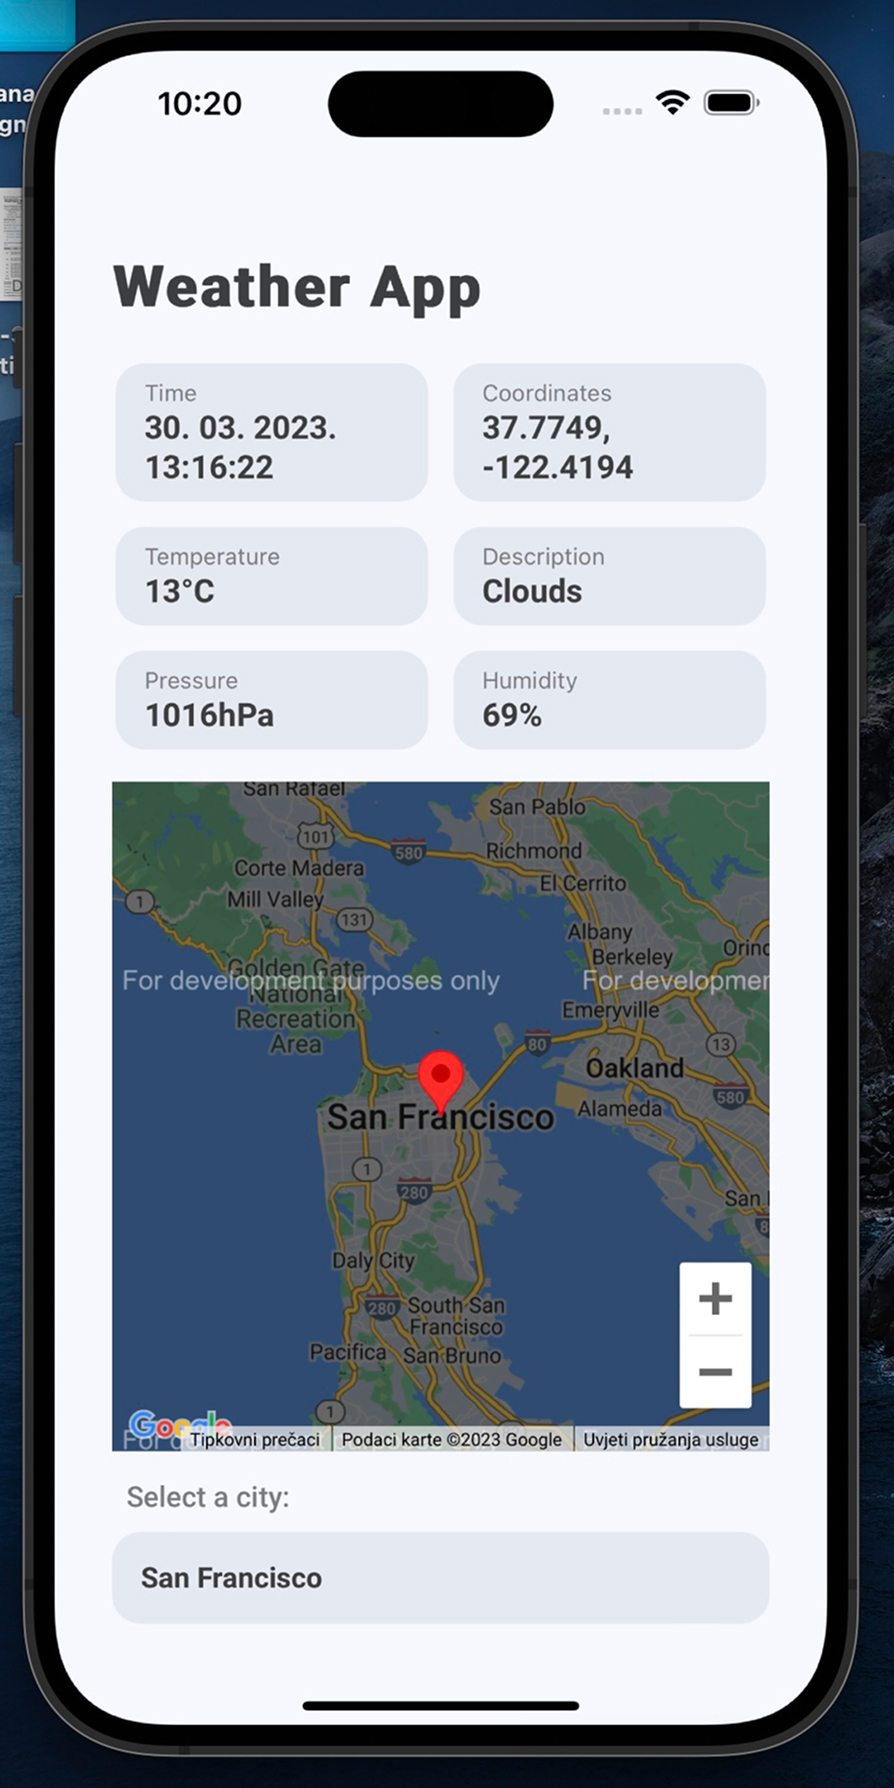 10:20
Weather App
Time
30. 03. 2023.
13:16:22
Coordinates
37.7749,
-122.4194
Temperature
13°C
Description
Clouds
Pressure
1016hPa
Humidity
69%
San Rafael
San Pablo
101
580
Richmond
Corte Madera
El Cerrito
Mill Valley
1
131
Albany
Berkeley
Orind
Golden Gate
National
Recreation
Area
For development purposes only
For developmen
Emeryville
80
13
Oakland
580
San Francisco
Alameda
1
280
San
Daly City
280
South San
Francisco
Pacifica
San Bruno
1
+
−
Google
Tipkovni prečaci
Podaci karte ©2023 Google
Uvjeti pružanja usluge
Select a city:
San Francisco